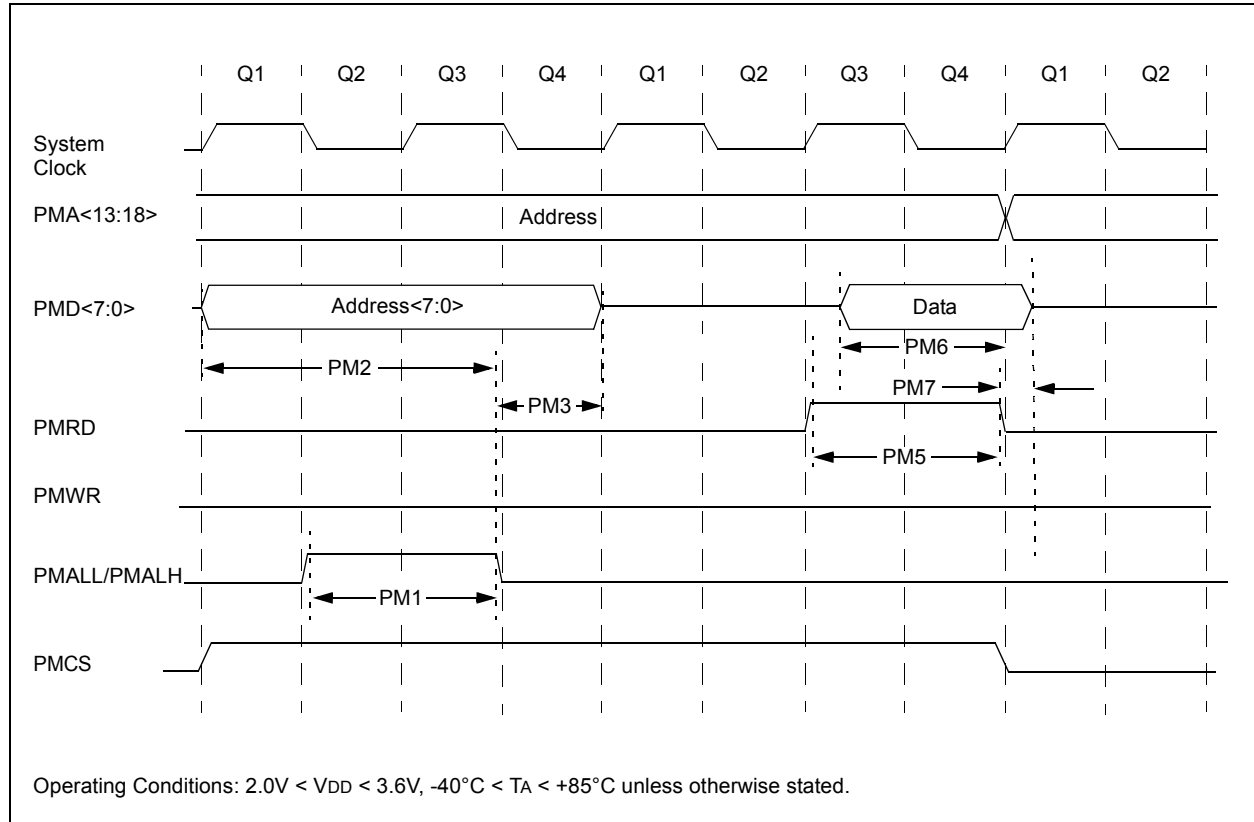 Q1 Q2 Q3 Q4 Q1 Q2 Q3 Q4 Q1 Q2
System
Clock
PMA<13:18>
Address
PMD<7:0>
Address<7:0>
Data
PM2
PM6
PM7
PM3
PMRD
PM5
PMWR
PMALL/PMALH
PM1
PMCS
Operating Conditions: 2.0V < VDD < 3.6V, -40°C < TA < +85°C unless otherwise stated.